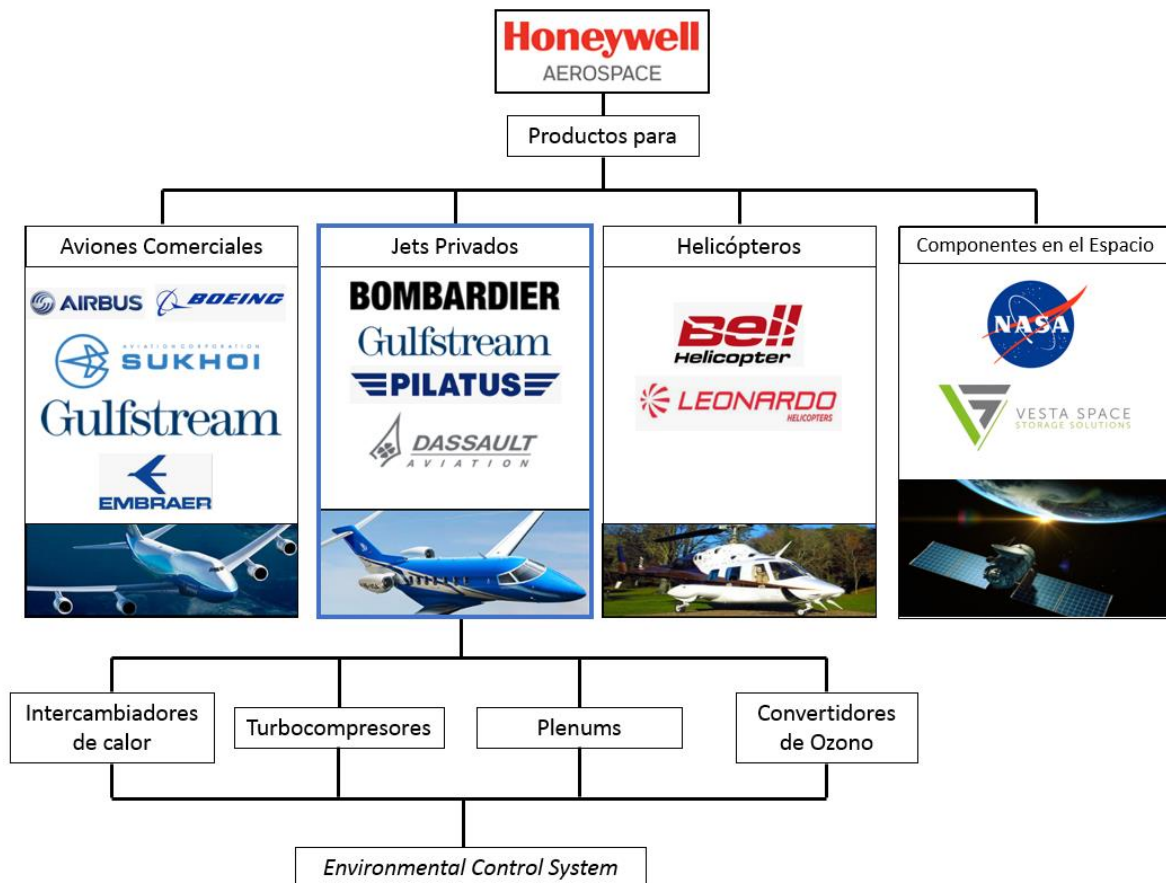 Honeywell
AEROSPACE
Productos para
Aviones Comerciales
AIRBUS
BOEING
AVIATION CORPORATION
SUKHOI
Gulfstream
EMBRAER
Jets Privados
BOMBARDIER
Gulfstream
PILATUS
DASSAULT
AVIATION
Helicópteros
Bell
Helicopter
LEONARDO
HELICOPTERS
Componentes en el Espacio
NASA
VESTA SPACE
STORAGE SOLUTIONS
Intercambiadores
de calor
Turbocompresores
Plenums
Convertidores
de Ozono
Environmental Control System